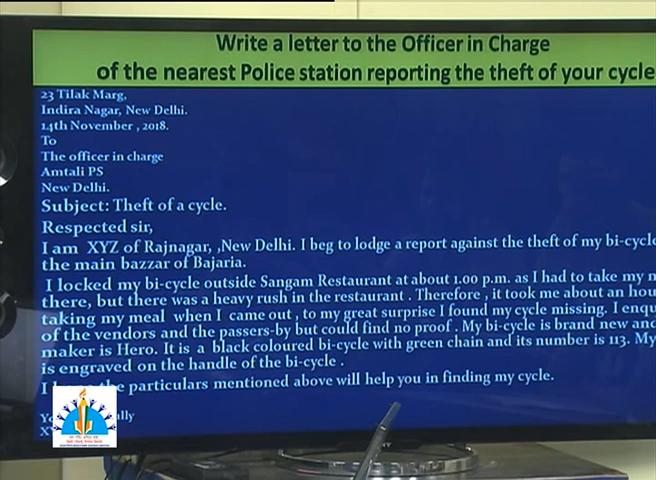 Write a letter to the Officer in Charge
of the nearest Police station reporting the theft of your cycle
23 Tilak Marg,
Indira Nagar, New Delhi.
14th November , 2018.
To
The officer in charge
Amtali PS
New Delhi.
Subject: Theft of a cycle.
Respected sir,
I am XYZ of Rajnagar, ,New Delhi. I beg to lodge a report against the theft of my bi-cycle
the main bazzar of Bajaria.
I locked my bi-cycle outside Sangam Restaurant at about 1.00 p.m. as I had to take my
there, but there was a heavy rush in the restaurant . Therefore , it took me about an
taking my meal when I came out , to my great surprise I found my cycle missing. I
of the vendors and the passers-by but could find no proof . My bi-cycle is brand new and
maker is Hero. It is a black coloured bi-cycle with green chain and its number is 113. My
is engraved on the handle of the bi-cycle .
I the particulars mentioned above will help you in finding my cycle.